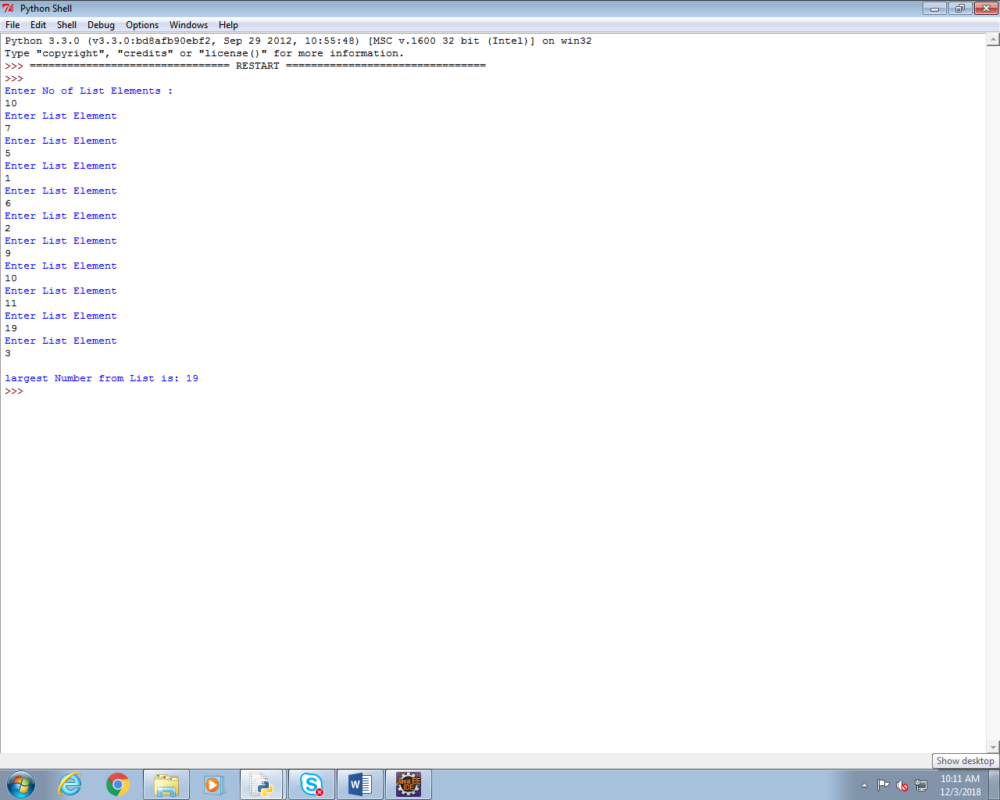 Python Shell
File Edit Shell Debug Options Windows Help
Python 3.3.0 (v3.3.0:bd8afb90ebf2, Sep 29 2012, 10:55:48) [MSC v.1600 32 bit (Intel)] on win32
Type "copyright", "credits" or "license()" for more information.
>>> ================================ RESTART ================================
>>>
Enter No of List Elements :
10
Enter List Element
7
Enter List Element
5
Enter List Element
1
Enter List Element
6
Enter List Element
2
Enter List Element
9
Enter List Element
10
Enter List Element
11
Enter List Element
19
Enter List Element
3
largest Number from List is: 19
>>>
Show desktop
Java EE
IDE
10:11 AM
12/3/2018